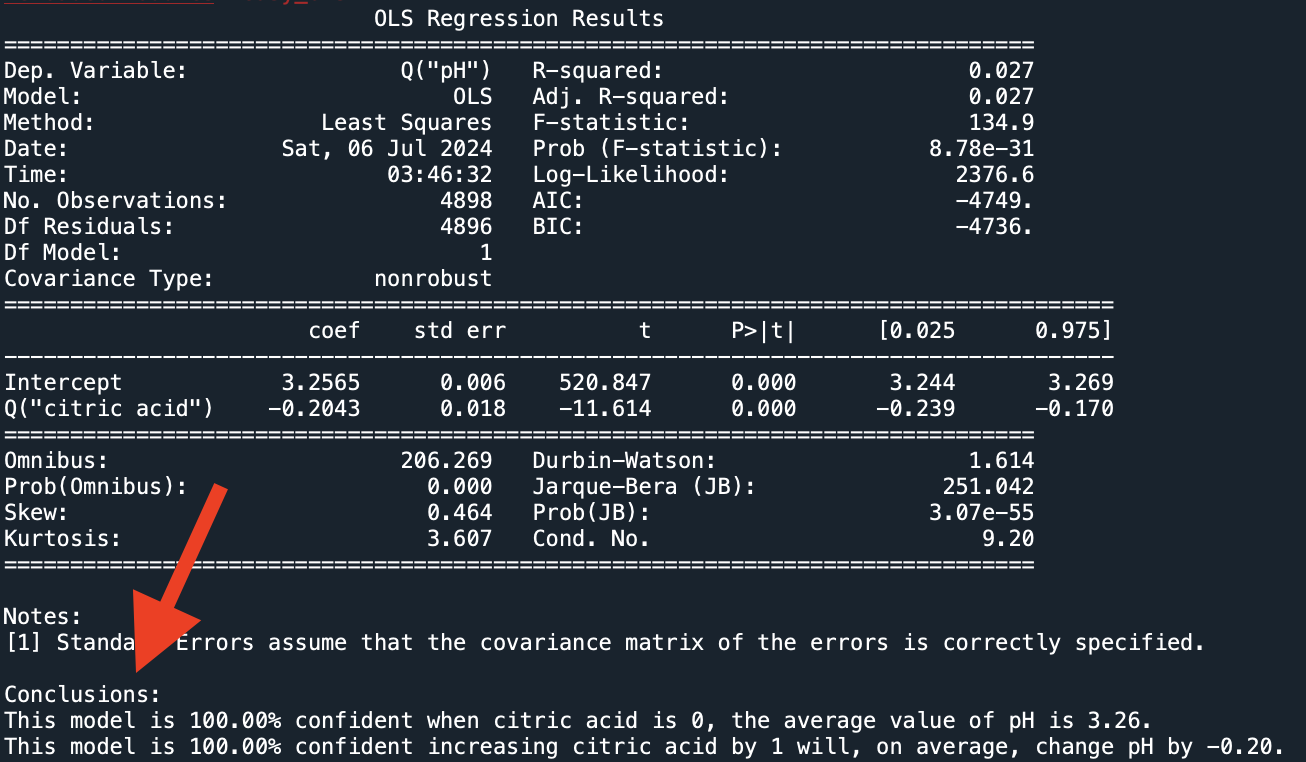 OLS Regression Results
==============================================================================
Dep. Variable: Q("pH") R-squared: 0.027
Model: OLS Adj. R-squared: 0.027
Method: Least Squares F-statistic: 134.9
Date: Sat, 06 Jul 2024 Prob (F-statistic): 8.78e-31
Time: 03:46:32 Log-Likelihood: 2376.6
No. Observations: 4898 AIC: -4749.
Df Residuals: 4896 BIC: -4736.
Df Model: 1
Covariance Type: nonrobust
====================================================================================
coef std err t P>|t| [0.025 0.975]
------------------------------------------------------------------------------------
Intercept 3.2565 0.006 520.847 0.000 3.244 3.269
Q("citric acid") -0.2043 0.018 -11.614 0.000 -0.239 -0.170
==============================================================================
Omnibus: 206.269 Durbin-Watson: 1.614
Prob(Omnibus): 0.000 Jarque-Bera (JB): 251.042
Skew: 0.464 Prob(JB): 3.07e-55
Kurtosis: 3.607 Cond. No. 9.20
==============================================================================
Notes:
[1] Errors assume that the covariance matrix of the errors is correctly specified.
Conclusions:
This model is 100.00% confident when citric acid is 0, the average value of pH is 3.26.
This model is 100.00% confident increasing citric acid by 1 will, on average, change pH by -0.20.